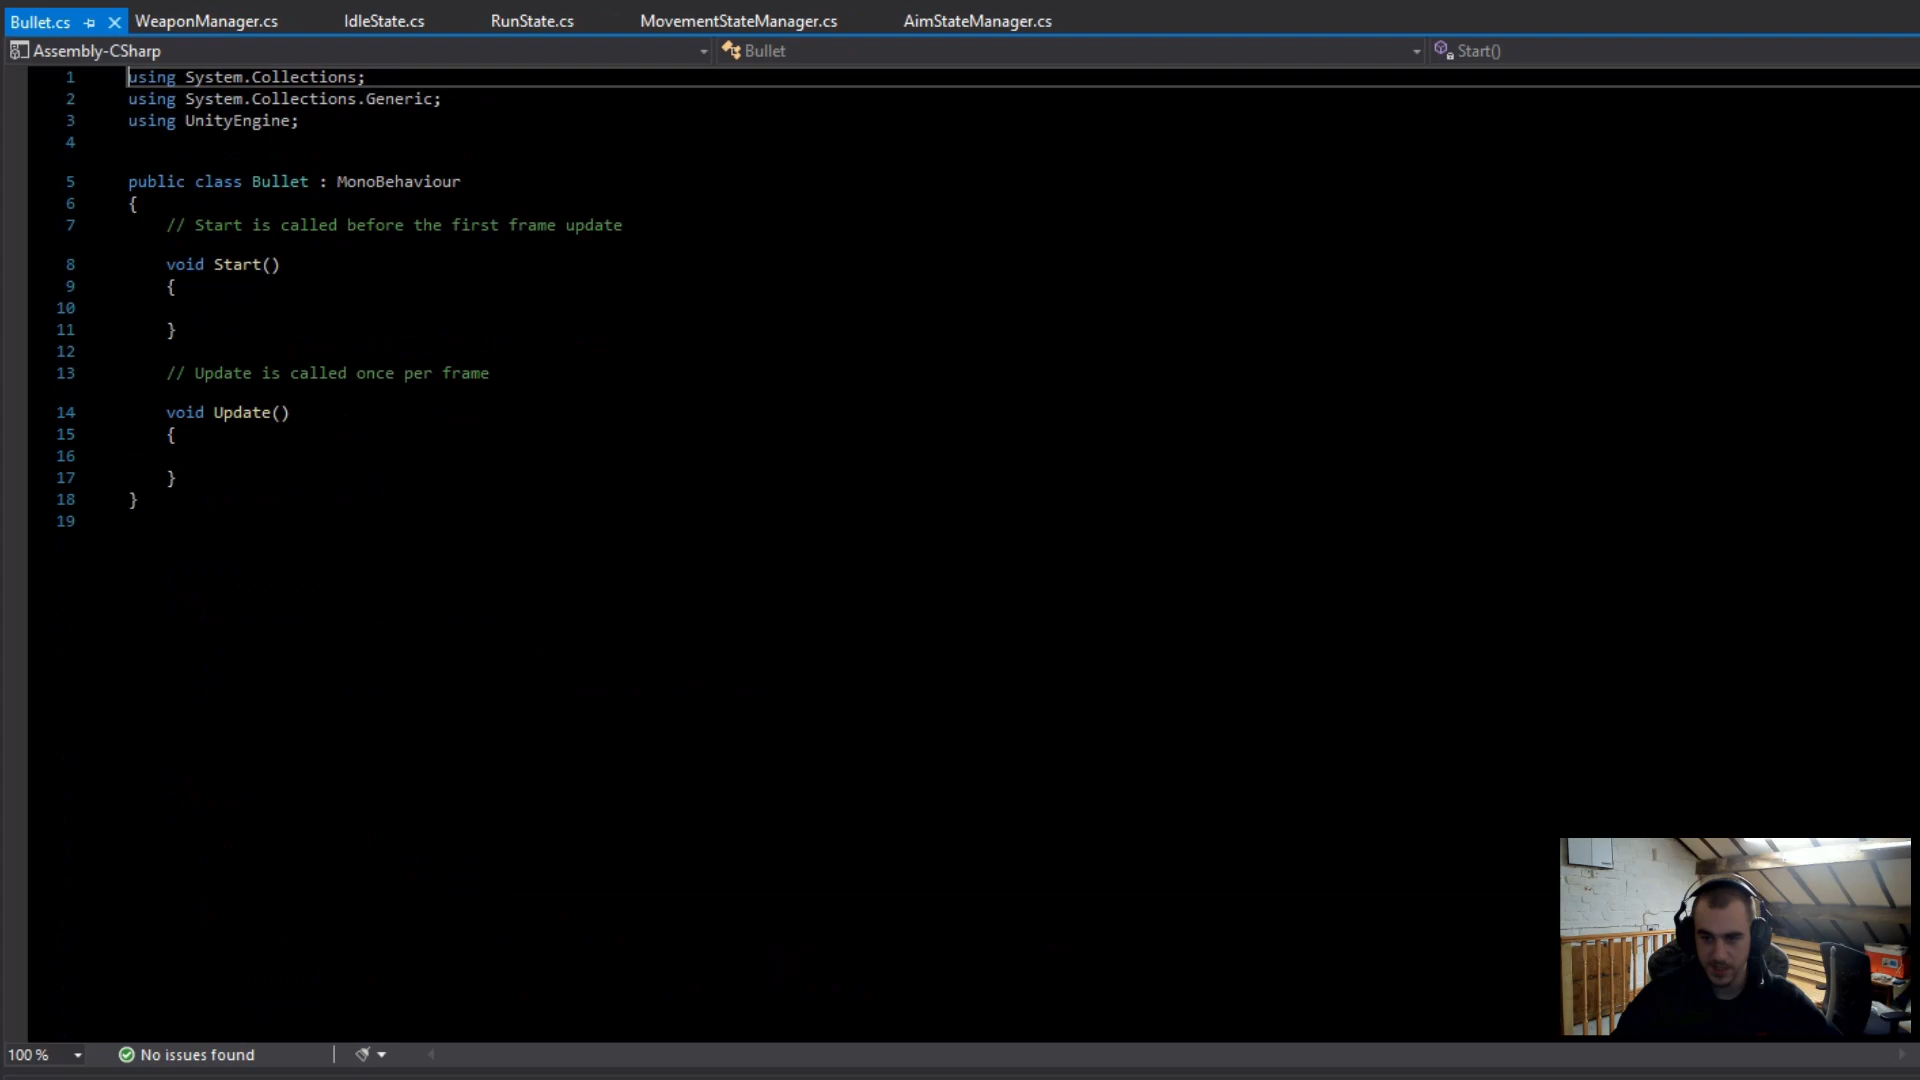 Bullet.cs WeaponManager.cs IdleState.cs RunState.cs MovementStateManager.cs AimStateManager.cs
Assembly-CSharp Bullet Start()
1 using System.Collections;
2 using System.Collections.Generic;
3 using UnityEngine;
4
5 public class Bullet : MonoBehaviour
6 {
7 // Start is called before the first frame update
8 void Start()
9 {
10
11 }
12
13 // Update is called once per frame
14 void Update()
15 {
16
17 }
18 }
19
100 % No issues found